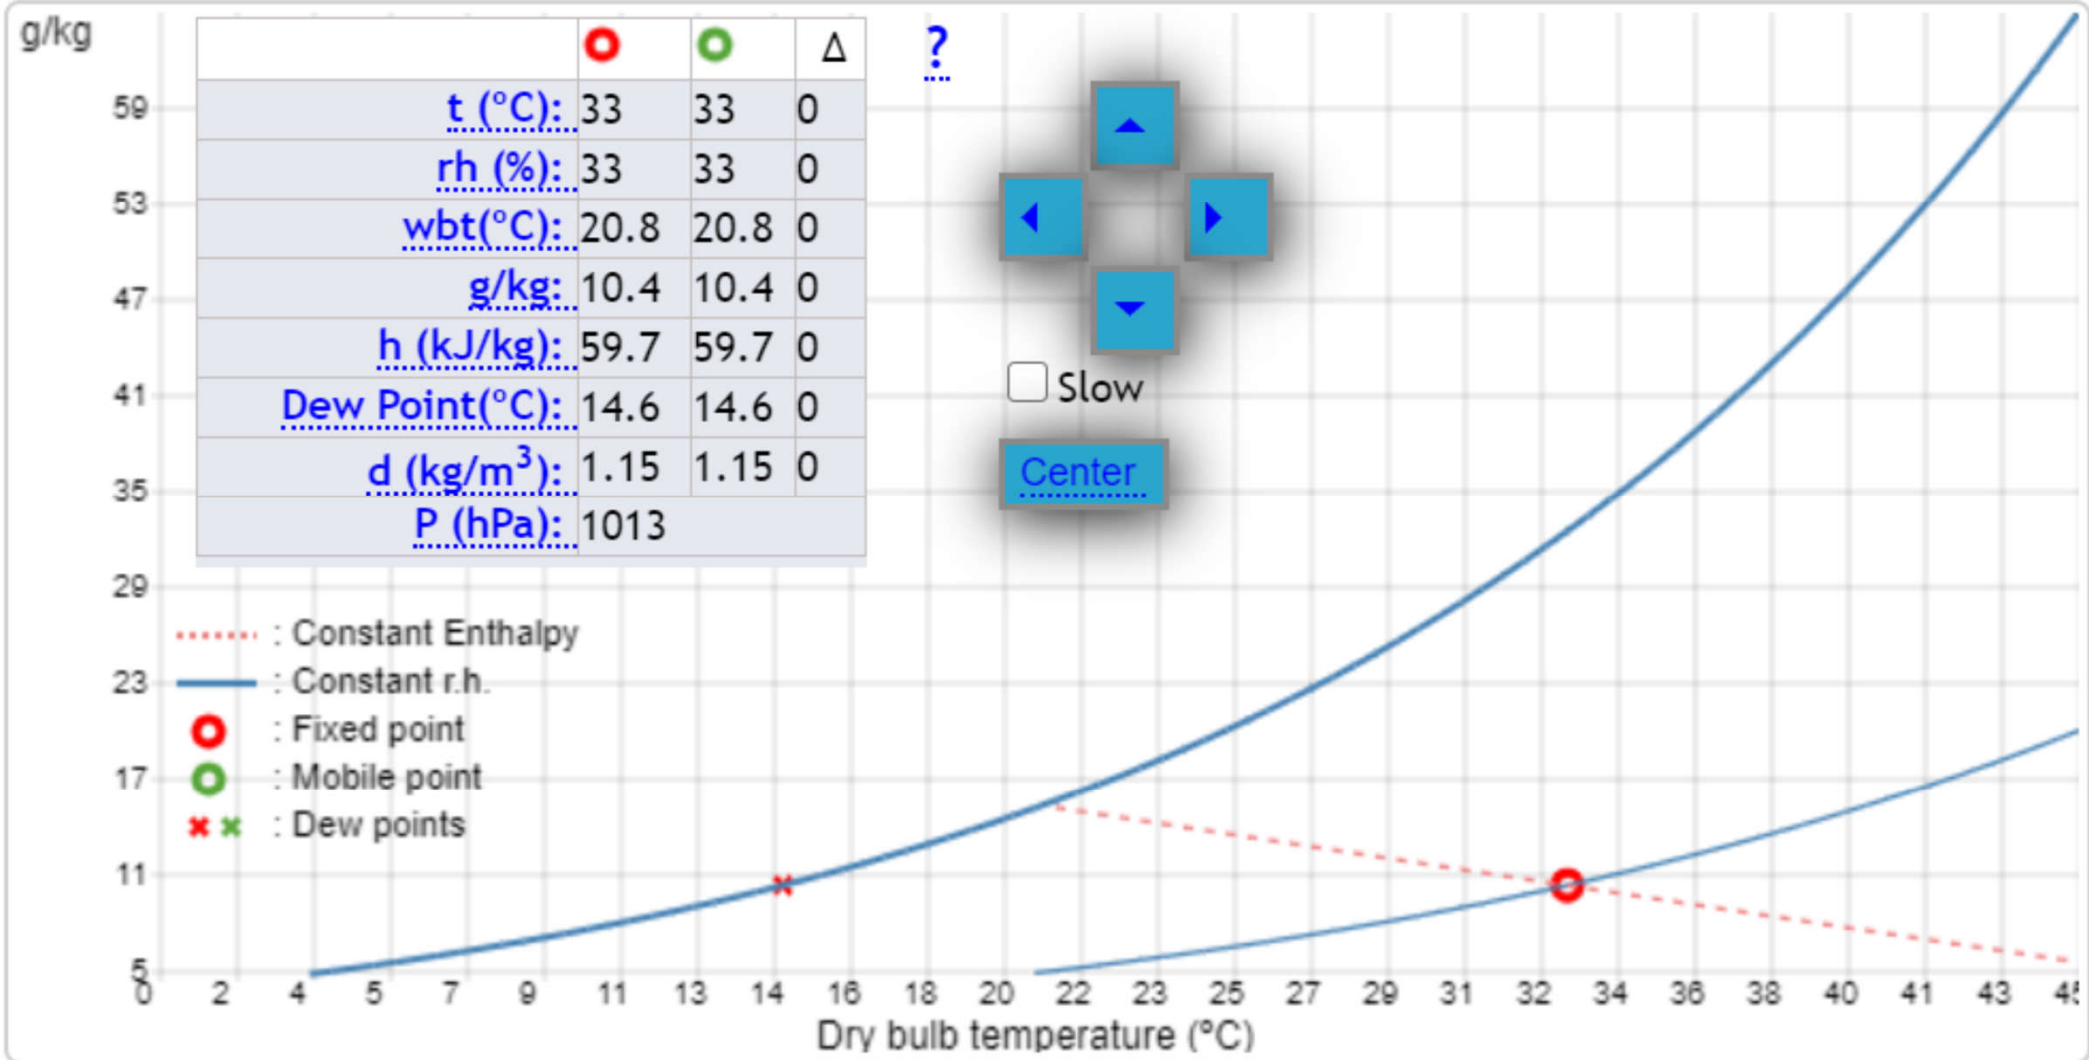 g/kg
Δ
?
t (°C): 33 33 0
rh (%): 33 33 0
wbt(°C): 20.8 20.8 0
g/kg: 10.4 10.4 0
h (kJ/kg): 59.7 59.7 0
Dew Point(°C): 14.6 14.6 0
d (kg/m³): 1.15 1.15 0
P (hPa): 1013
Slow
Center
59
53
47
41
35
29
23
17
11
5
: Constant Enthalpy
: Constant r.h.
: Fixed point
: Mobile point
: Dew points
0 2 4 5 7 9 11 13 14 16 18 20 22 23 25 27 29 31 32 34 36 38 40 41 43 45
Dry bulb temperature (ºC)